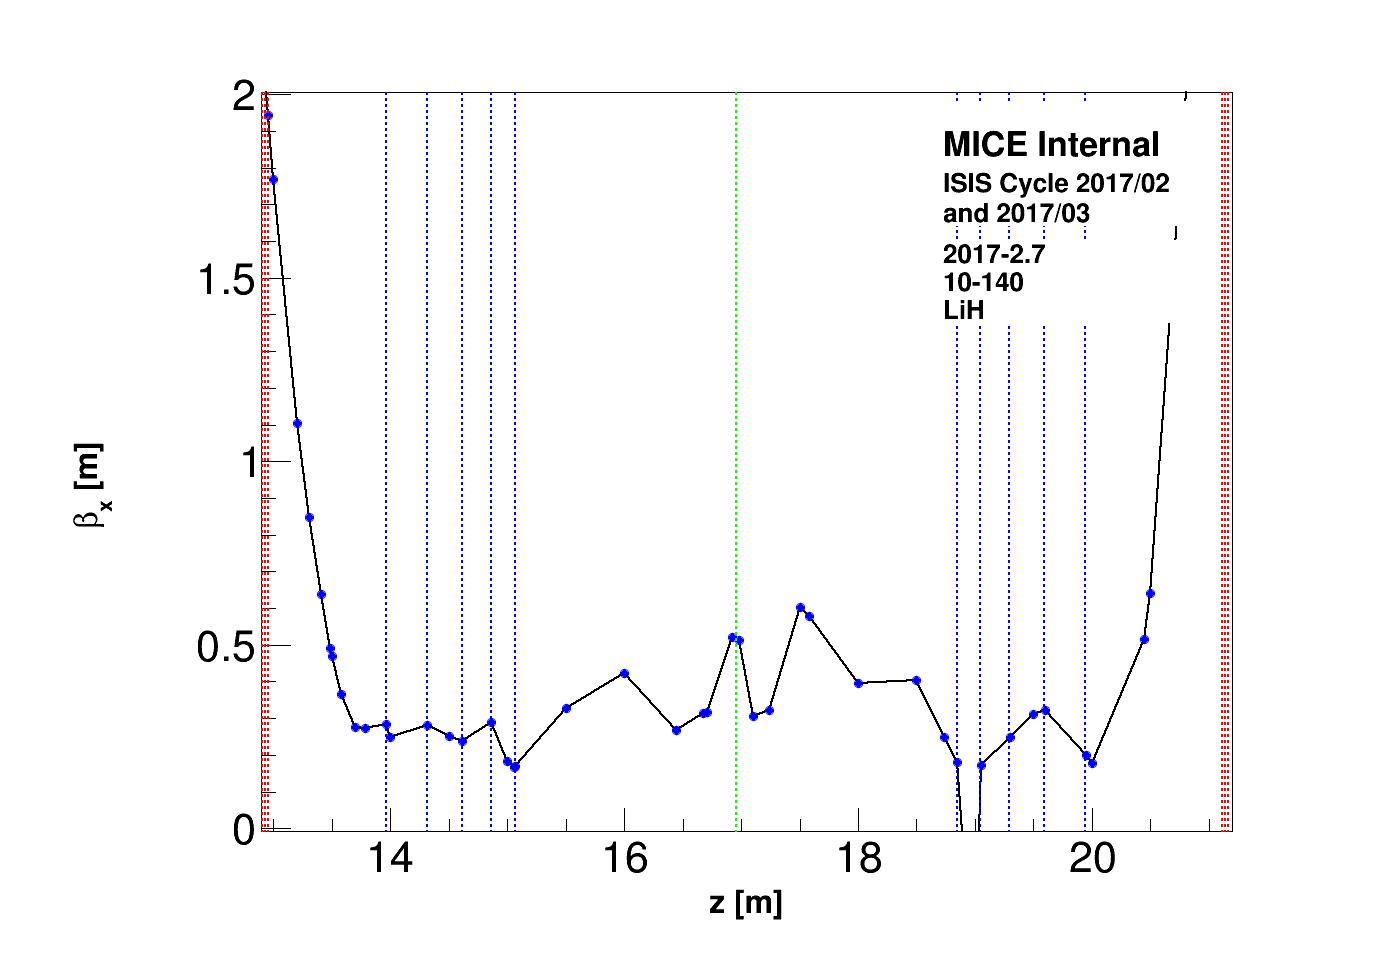 2
1.5
1
0.5
0
βx [m]
MICE Internal
ISIS Cycle 2017/02
and 2017/03
2017-2.7
10-140
LiH
14 16 18 20
z [m]